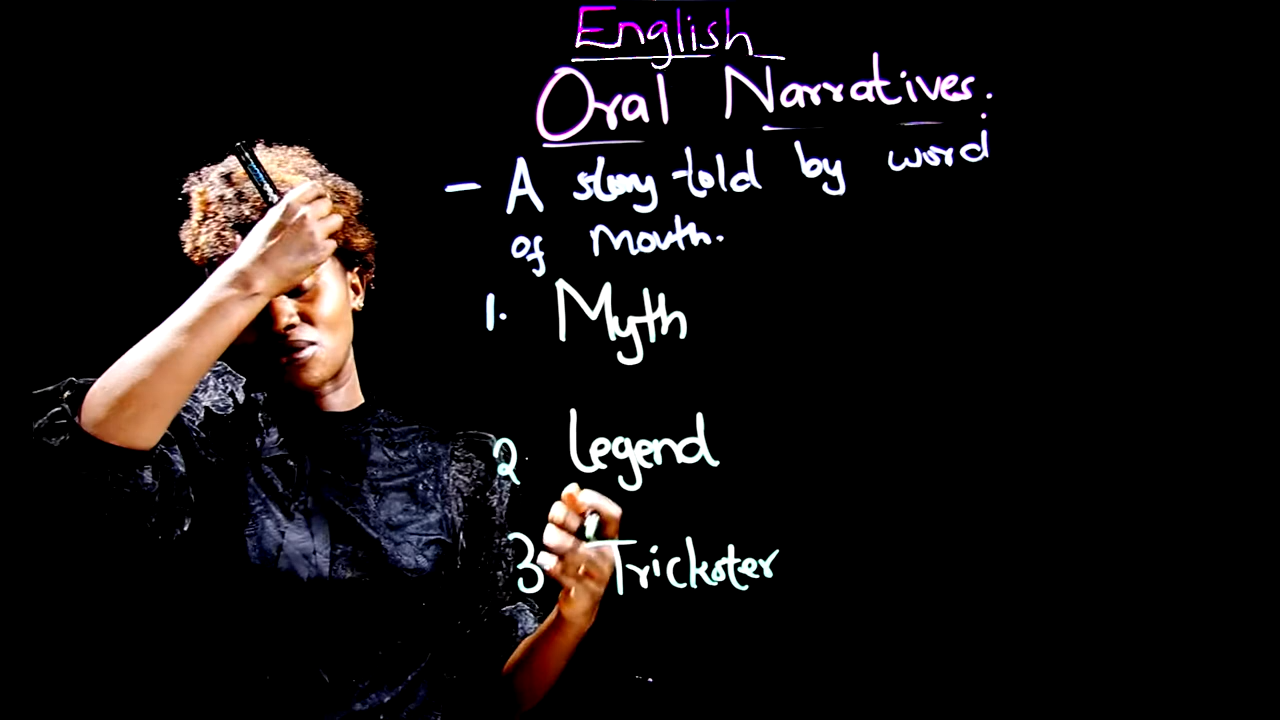 English
Oral Narratives.
- A story told by word
of mouth.
1. Myth
2 Legend
3 Trickster